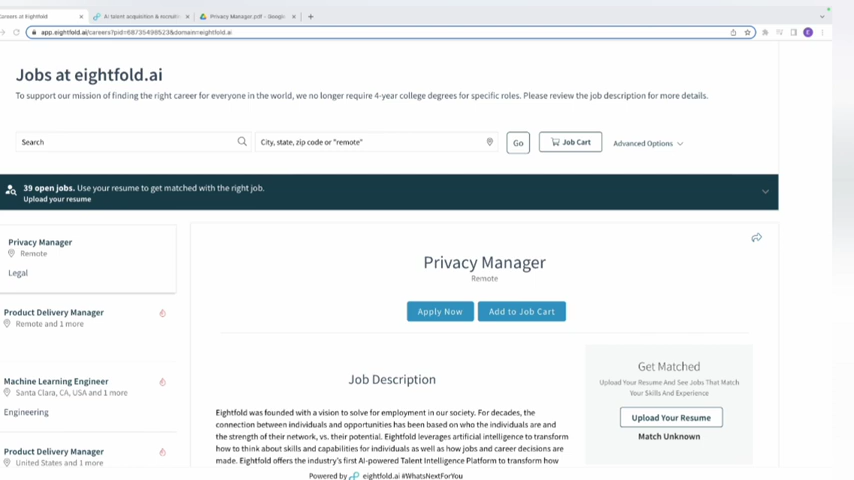 Careers at Eightfold
AI talent acquisition & recruitm
Privacy Manager.pdf - Google
app.eightfold.ai/careers?pid=68735498523&domain=eightfold.ai
E
Jobs at eightfold.ai
To support our mission of finding the right career for everyone in the world, we no longer require 4-year college degrees for specific roles. Please review the job description for more details.
Search
City, state, zip code or "remote"
Go
Job Cart
Advanced Options
39 open jobs. Use your resume to get matched with the right job.
Upload your resume
Privacy Manager
Remote
Legal
Product Delivery Manager
Remote and 1 more
Machine Learning Engineer
Santa Clara, CA, USA and 1 more
Engineering
Product Delivery Manager
United States and 1 more
Privacy Manager
Remote
Apply Now
Add to Job Cart
Job Description
Eightfold was founded with a vision to solve for employment in our society. For decades, the
connection between individuals and opportunities has been based on who the individuals are and
the strength of their network, vs. their potential. Eightfold leverages artificial intelligence to transform
how to think about skills and capabilities for individuals as well as how jobs and career decisions are
made. Eightfold offers the industry's first AI-powered Talent Intelligence Platform to transform how
Get Matched
Upload Your Resume And See Jobs That Match
Your Skills And Experience
Upload Your Resume
Match Unknown
Powered by eightfold.ai #WhatsNextForYou